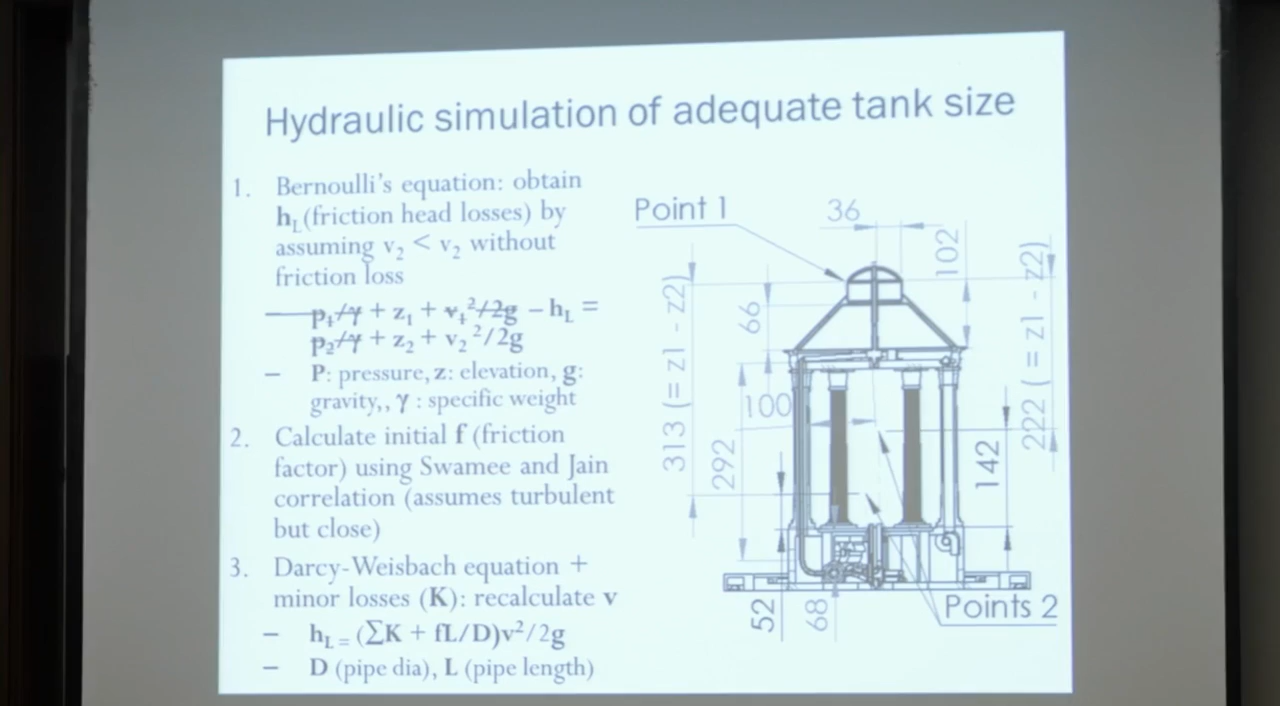 Hydraulic simulation of adequate tank size
1. Bernoulli's equation: obtain
h_L (friction head losses) by
assuming v₂ < v₂ without
friction loss
p₁/γ + z₁ + v₁²/2g – h_L =
p₂/γ + z₂ + v₂²/2g
– P: pressure, z: elevation, g:
gravity,, γ : specific weight
2. Calculate initial f (friction
factor) using Swamee and Jain
correlation (assumes turbulent
but close)
3. Darcy-Weisbach equation +
minor losses (K): recalculate v
– h_L = (∑K + fL/D)v²/2g
– D (pipe dia), L (pipe length)
Point 1
36
102
66
313 (= z1 - z2)
222 ( = z1 - z2)
100
292
142
52
68
Points 2